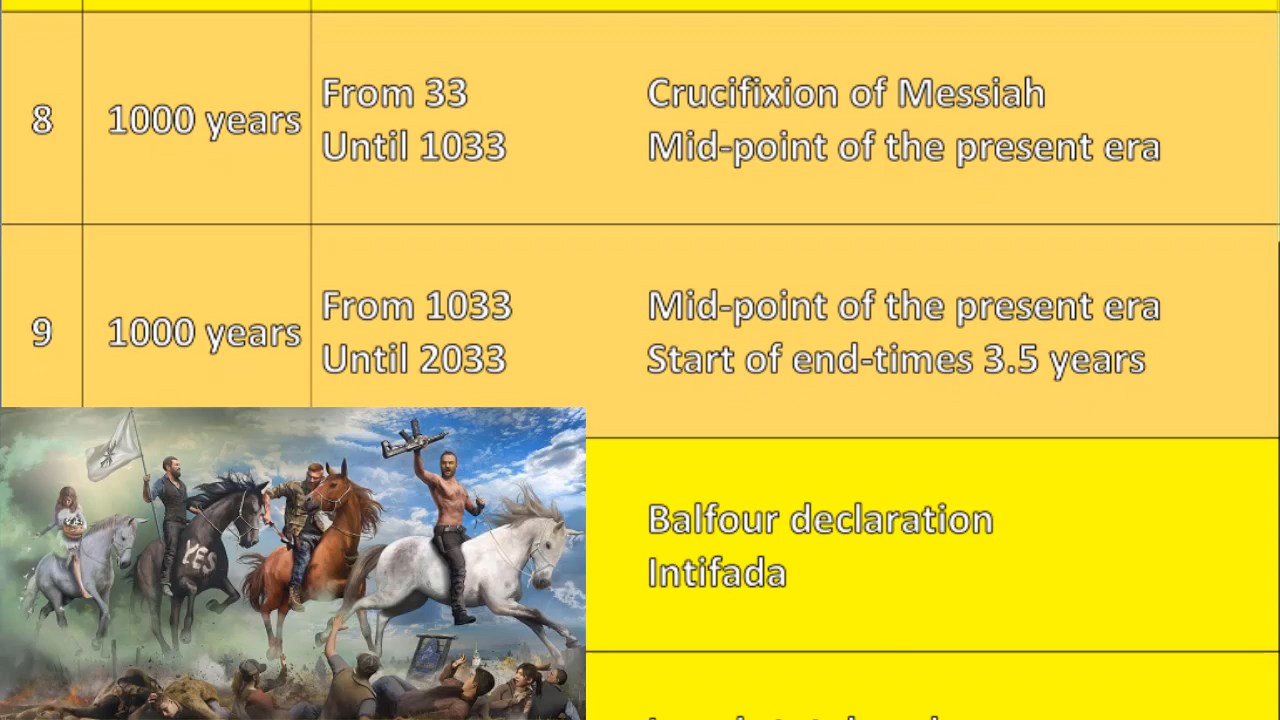 8
1000 years
From 33
Until 1033
Crucifixion of Messiah
Mid-point of the present era
9
1000 years
From 1033
Until 2033
Mid-point of the present era
Start of end-times 3.5 years
YES
Balfour declaration
Intifada